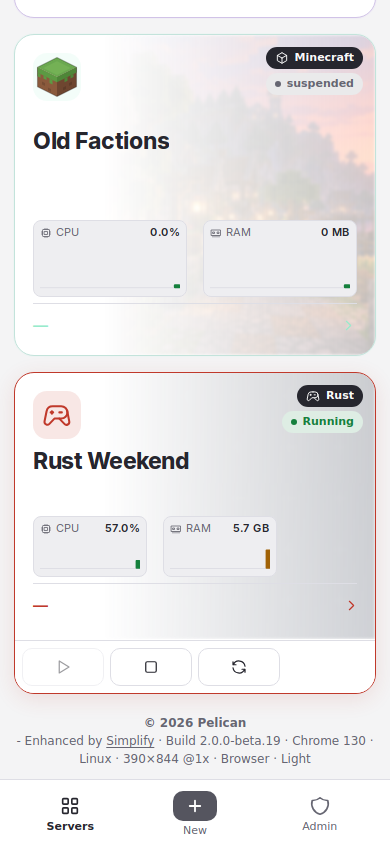 Minecraft
suspended
Old Factions
CPU 0.0% RAM 0 MB
—
Rust
Running
Rust Weekend
CPU 57.0% RAM 5.7 GB
—
© 2026 Pelican
- Enhanced by Simplify · Build 2.0.0-beta.19 · Chrome 130 ·
Linux · 390×844 @1x · Browser · Light
Servers New Admin